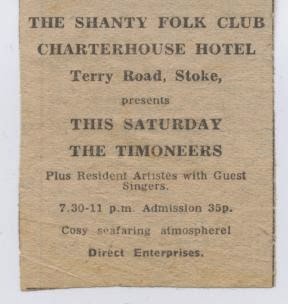 THE SHANTY FOLK CLUB
CHARTERHOUSE HOTEL
Terry Road, Stoke,
presents
THIS SATURDAY
THE TIMONEERS
Plus Resident Artistes with Guest
Singers.
7.30-11 p.m. Admission 35p.
Cosy seafaring atmosphere!
Direct Enterprises.